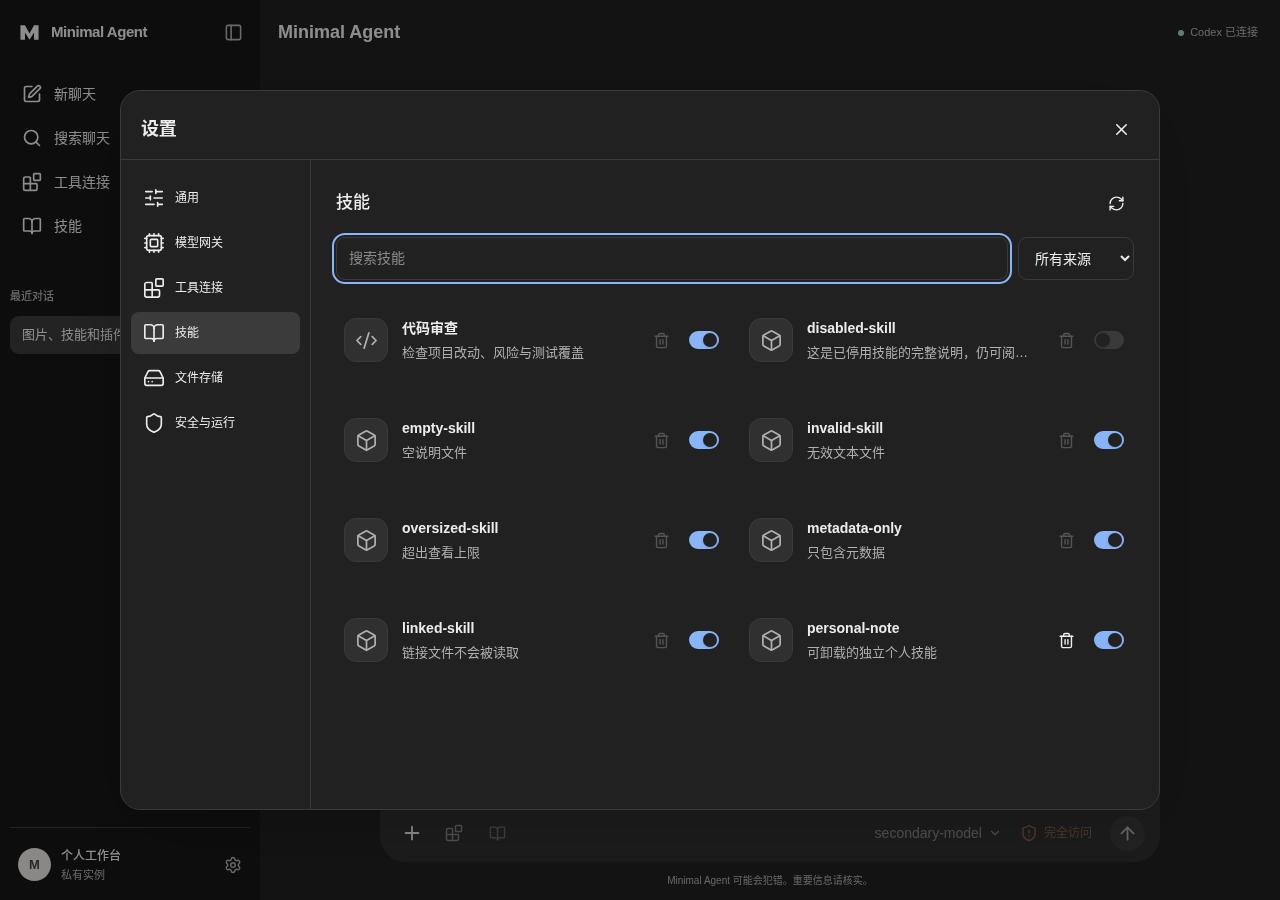 Minimal Agent
Minimal Agent
Codex 已连接
新聊天
搜索聊天
工具连接
技能
最近对话
图片、技能和插件
设置
通用
模型网关
工具连接
技能
文件存储
安全与运行
技能
搜索技能
所有来源
代码审查
检查项目改动、风险与测试覆盖
disabled-skill
这是已停用技能的完整说明，仍可阅…
empty-skill
空说明文件
invalid-skill
无效文本文件
oversized-skill
超出查看上限
metadata-only
只包含元数据
linked-skill
链接文件不会被读取
personal-note
可卸载的独立个人技能
secondary-model
完全访问
M
个人工作台
私有实例
Minimal Agent 可能会犯错。重要信息请核实。